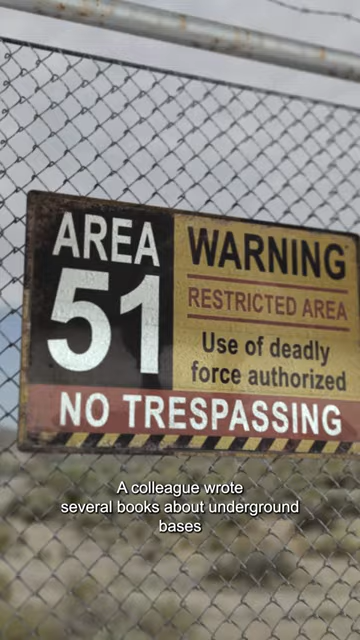 AREA
51
WARNING
RESTRICTED AREA
Use of deadly
force authorized
NO TRESPASSING
A colleague wrote
several books about underground
bases